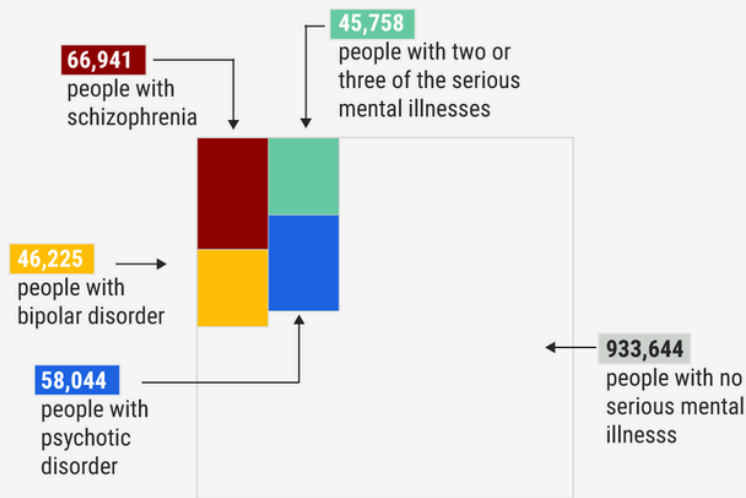 45,758
people with two or
three of the serious
mental illnesses
66,941
people with
schizophrenia
46,225
people with
bipolar disorder
933,644
people with no
serious mental
illnesss
58,044
people with
psychotic
disorder